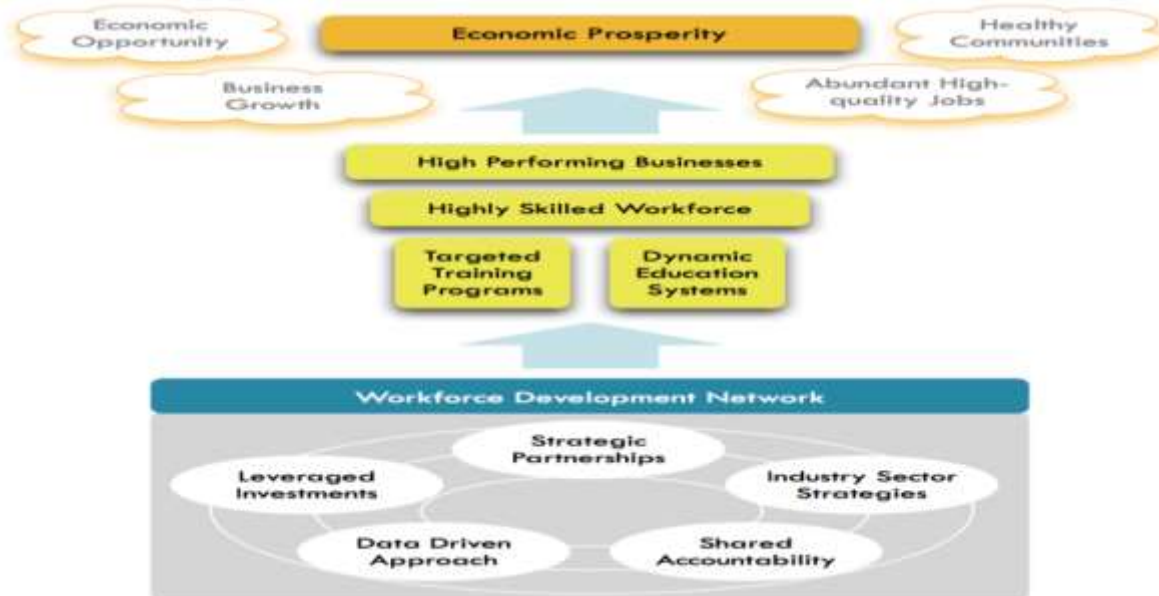 Economic
Opportunity
Economic Prosperity
Healthy
Communities
Business
Growth
Abundant High-
quality Jobs
High Performing Businesses
Highly Skilled Workforce
Targeted
Training
Programs
Dynamic
Education
Systems
Workforce Development Network
Strategic
Partnerships
Leveraged
Investments
Industry Sector
Strategies
Data Driven
Approach
Shared
Accountability